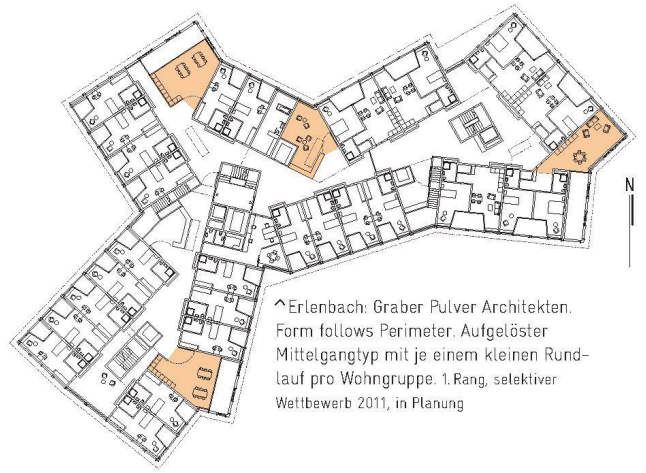 N
^Erlenbach: Graber Pulver Architekten.
Form follows Perimeter. Aufgelöster
Mittelgangtyp mit je einem kleinen Rund-
lauf pro Wohngruppe. 1. Rang, selektiver
Wettbewerb 2011, in Planung